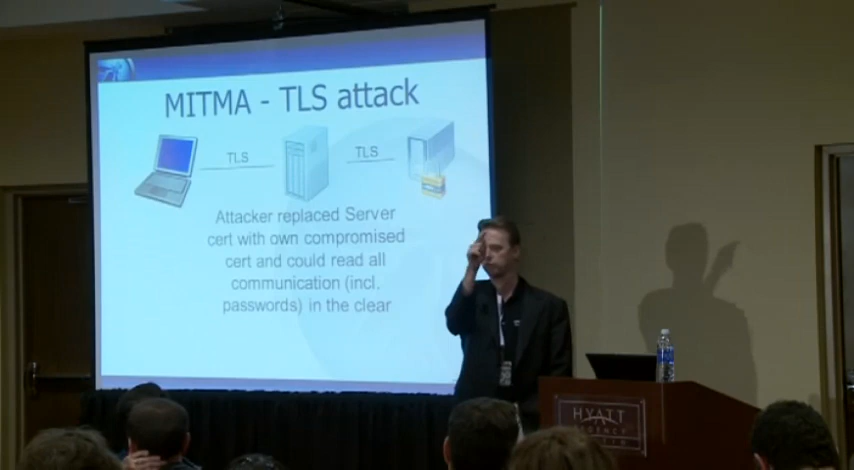 MITMA - TLS attack
TLS
TLS
Attacker replaced Server
cert with own compromised
cert and could read all
communication (incl.
passwords) in the clear
HYATT